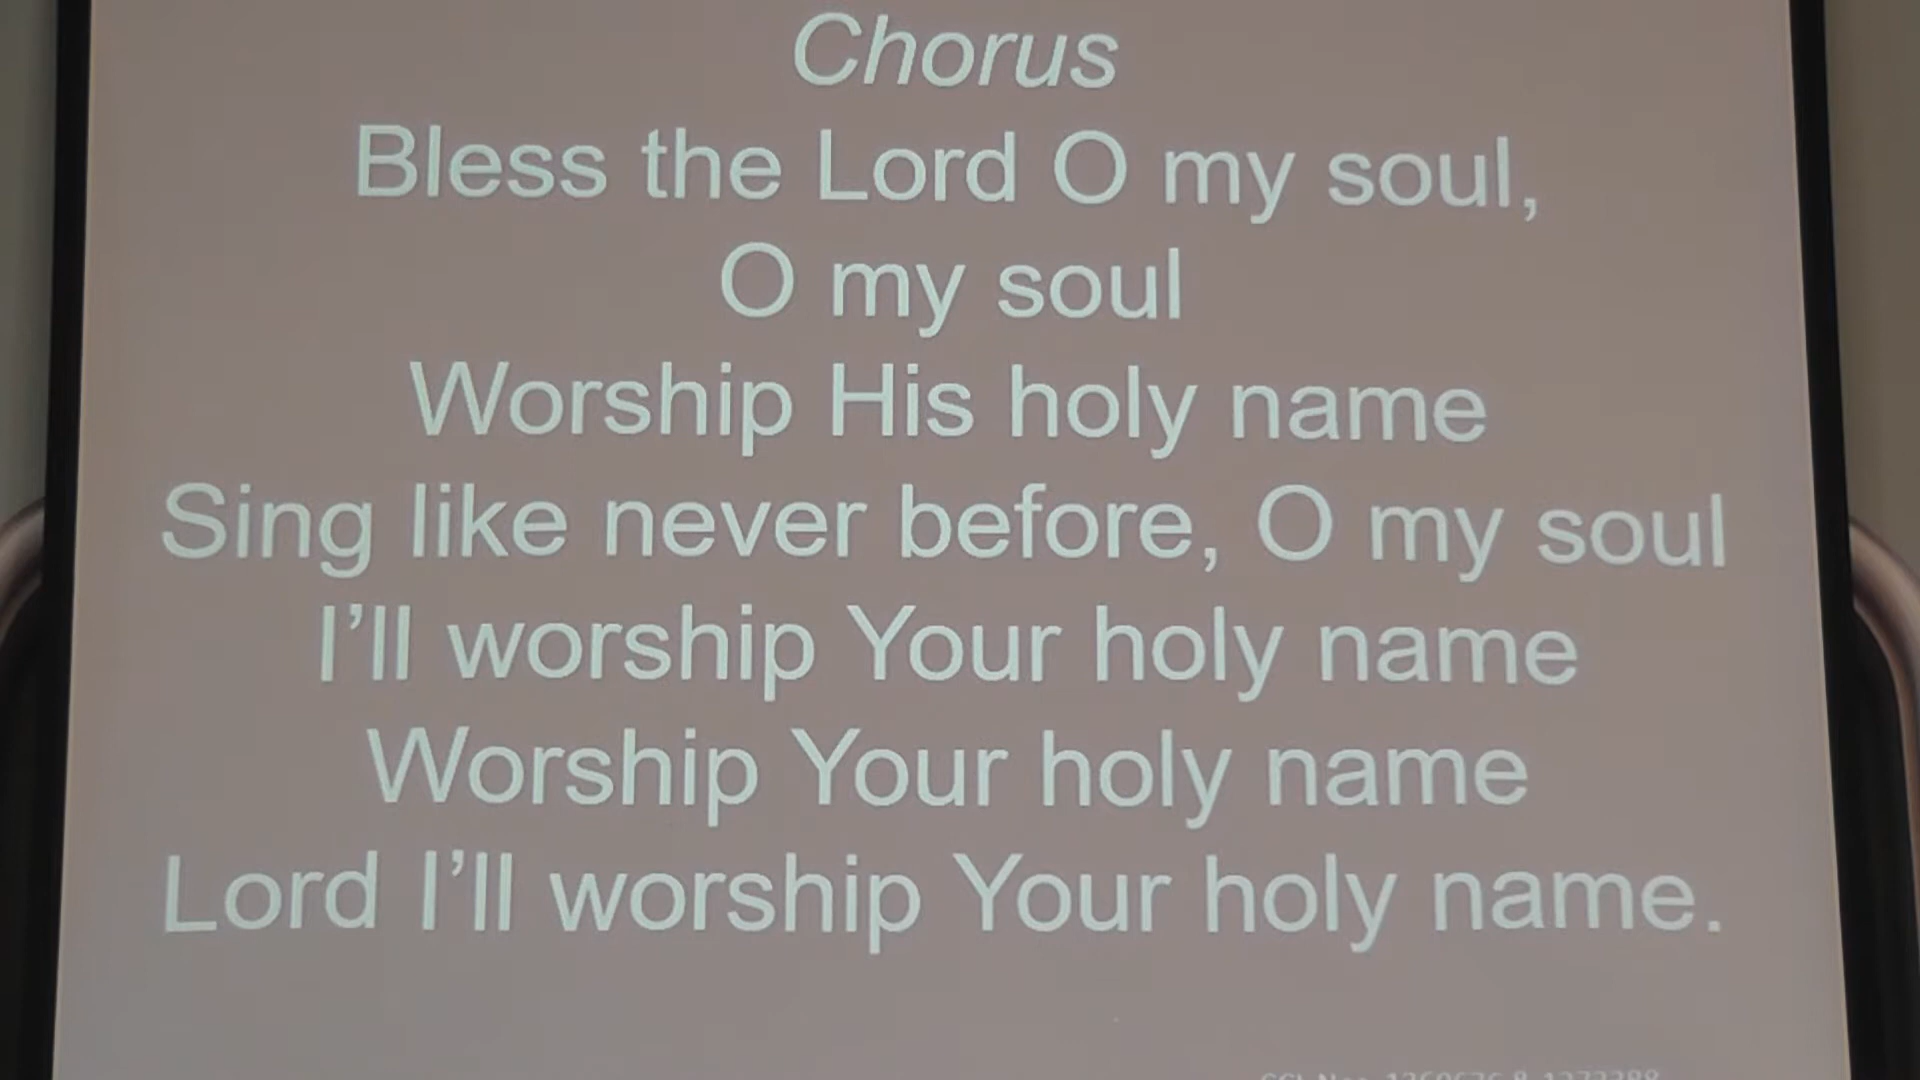 Chorus
Bless the Lord O my soul,
O my soul
Worship His holy name
Sing like never before, O my soul
I’ll worship Your holy name
Worship Your holy name
Lord I’ll worship Your holy name.